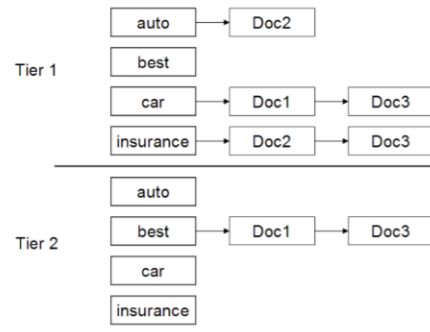 auto Doc2
Tier 1
best
car Doc1 Doc3
insurance Doc2 Doc3
auto
Tier 2
best Doc1 Doc3
car
insurance